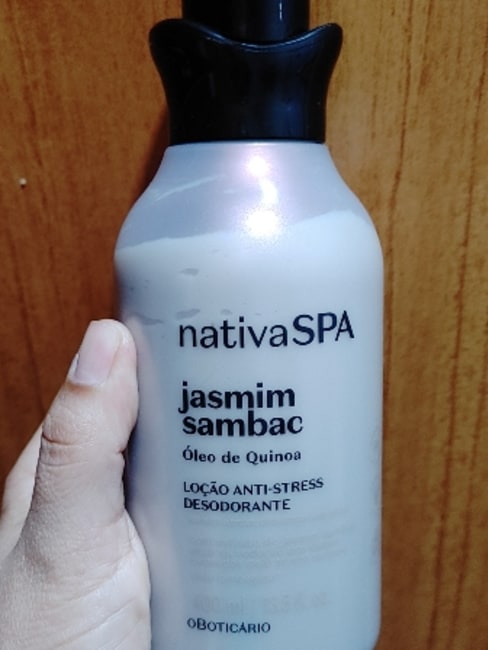 nativaSPA
jasmim
sambac
Óleo de Quinoa
LOÇÃO ANTI-STRESS
DESODORANTE
oBOTICÁRIO